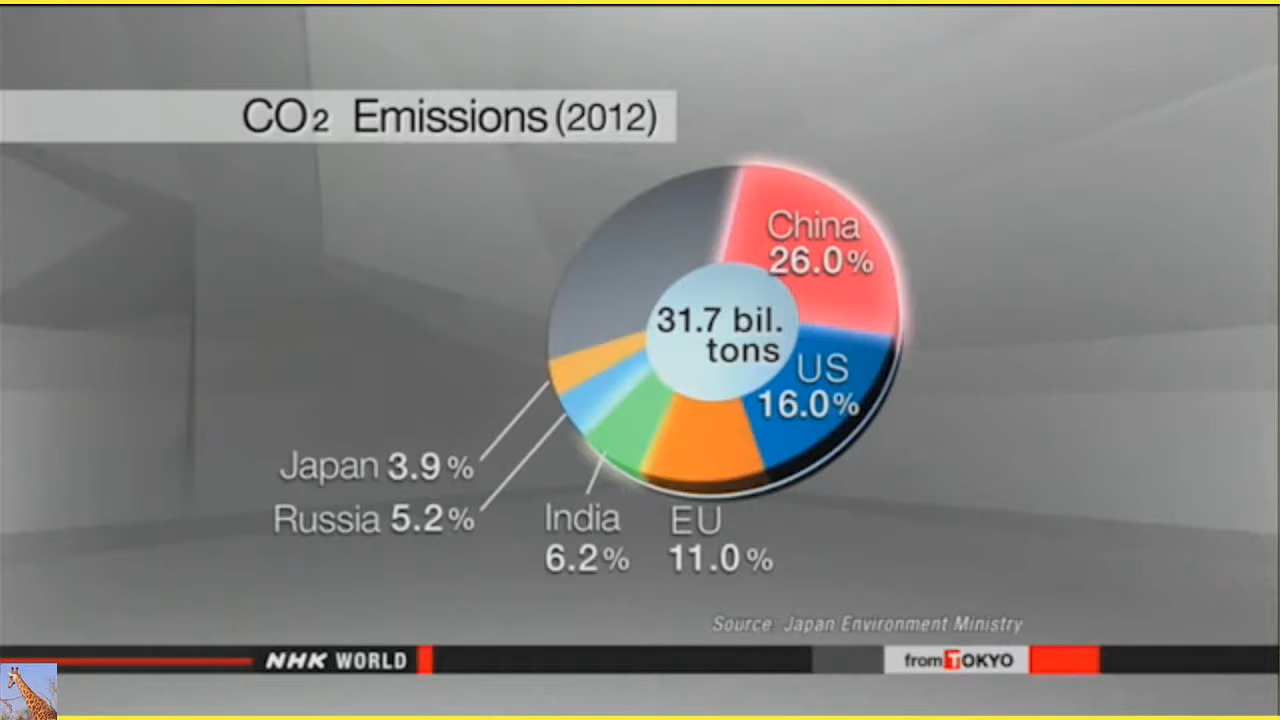 CO2 Emissions (2012)
China
26.0%
31.7 bil.
tons
US
16.0%
Japan 3.9%
Russia 5.2%
India
6.2%
EU
11.0%
Source: Japan Environment Ministry
NHK WORLD
from TOKYO